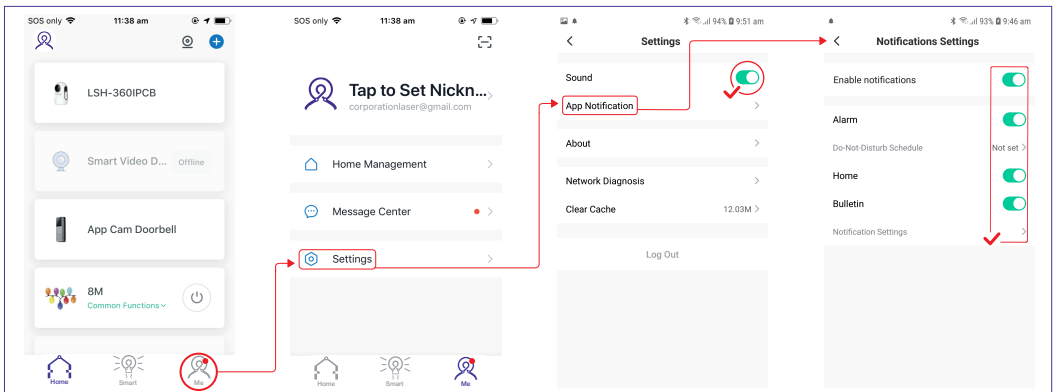 SOS only
11:38 am
LSH-360IPCB
Smart Video D...
Offline
App Cam Doorbell
8M
Common Functions
Home
Smart
Me
SOS only
11:38 am
Tap to Set Nickn...
corporationlaser@gmail.com
Home Management
Message Center
Settings
Home
Smart
Me
94% 9:51 am
Settings
Sound
App Notification
About
Network Diagnosis
Clear Cache
12.03M
Log Out
93% 9:46 am
Notifications Settings
Enable notifications
Alarm
Do-Not-Disturb Schedule
Not set
Home
Bulletin
Notification Settings